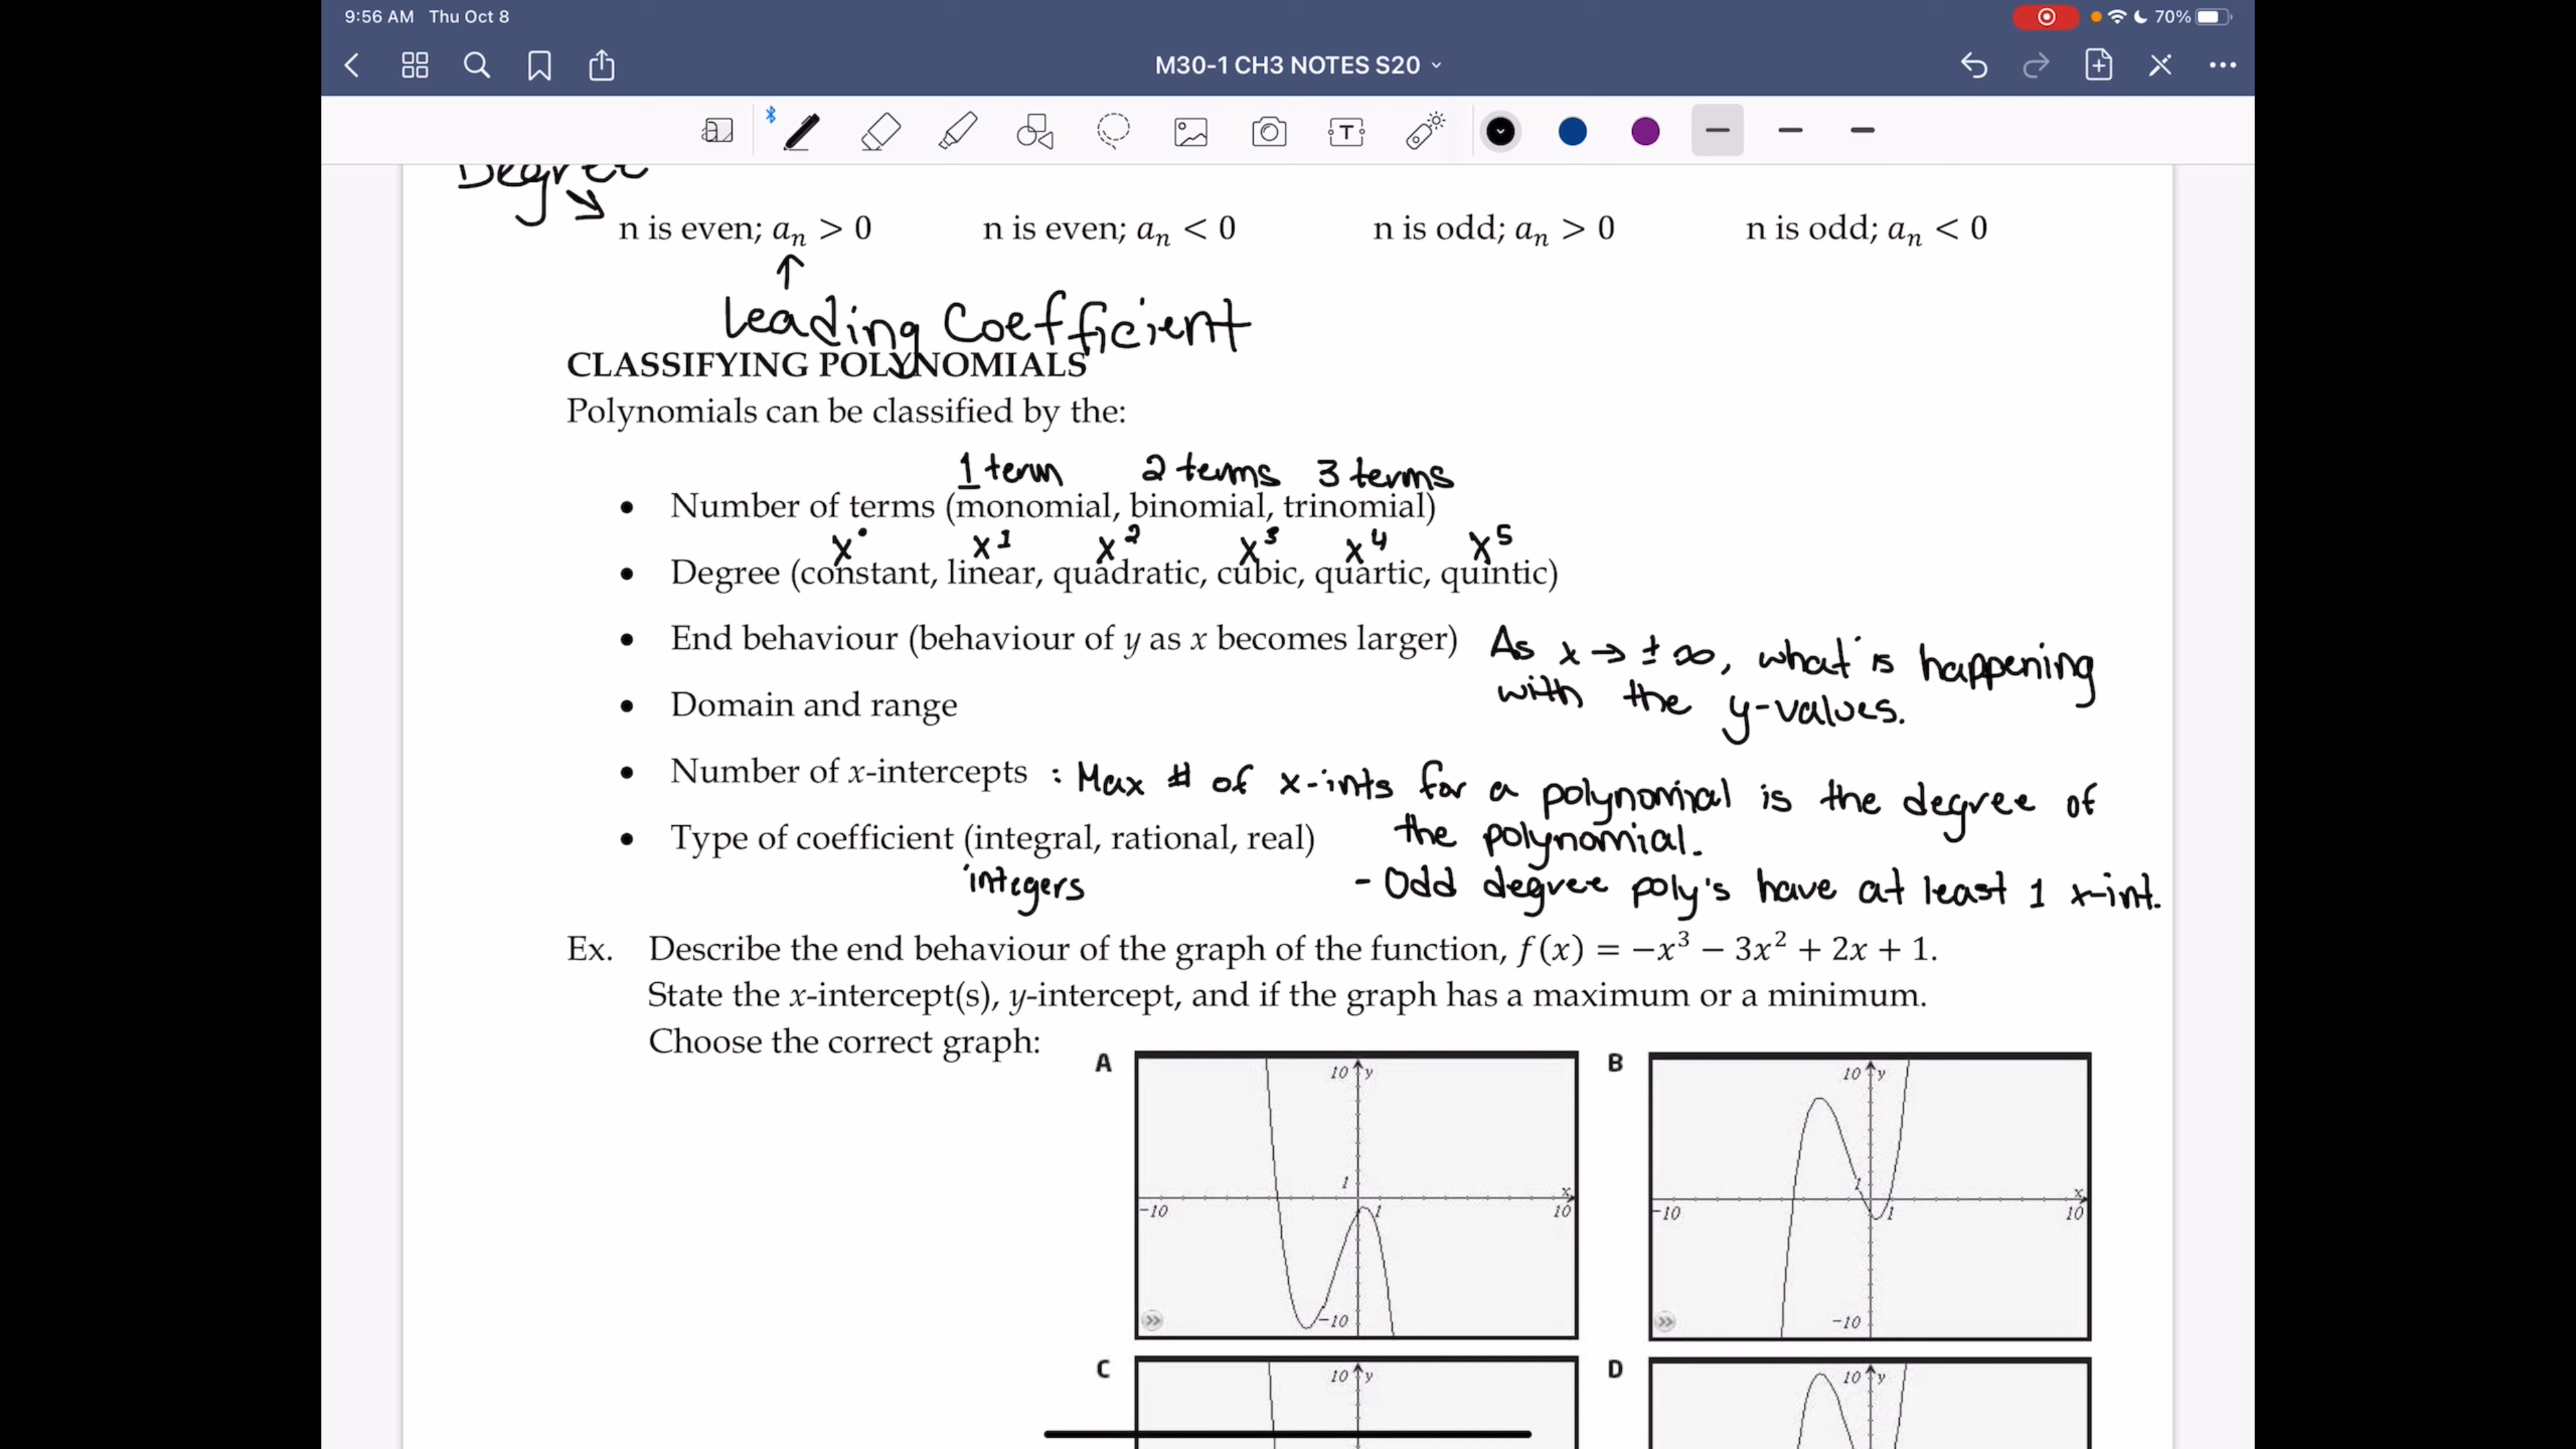 9:56 AM Thu Oct 8
70%
M30-1 CH3 NOTES S20
Degree
n is even; aₙ > 0 n is even; aₙ < 0 n is odd; aₙ > 0 n is odd; aₙ < 0
Leading Coefficient
CLASSIFYING POLYNOMIALS
Polynomials can be classified by the:
1 term 2 terms 3 terms
• Number of terms (monomial, binomial, trinomial)
x⁰ x¹ x² x³ x⁴ x⁵
• Degree (constant, linear, quadratic, cubic, quartic, quintic)
• End behaviour (behaviour of y as x becomes larger) As x → ± ∞, what is happening
with the y-values.
• Domain and range
• Number of x-intercepts : Max # of x-ints for a polynomial is the degree of
the polynomial.
• Type of coefficient (integral, rational, real)
integers
- Odd degree poly's have at least 1 x-int.
Ex. Describe the end behaviour of the graph of the function, f(x) = −x³ − 3x² + 2x + 1.
State the x-intercept(s), y-intercept, and if the graph has a maximum or a minimum.
Choose the correct graph:
A
10 y
1
x
-10 1 10
-10
B
10 y
1
x
-10 1 10
-10
C
10 y
D
10 y